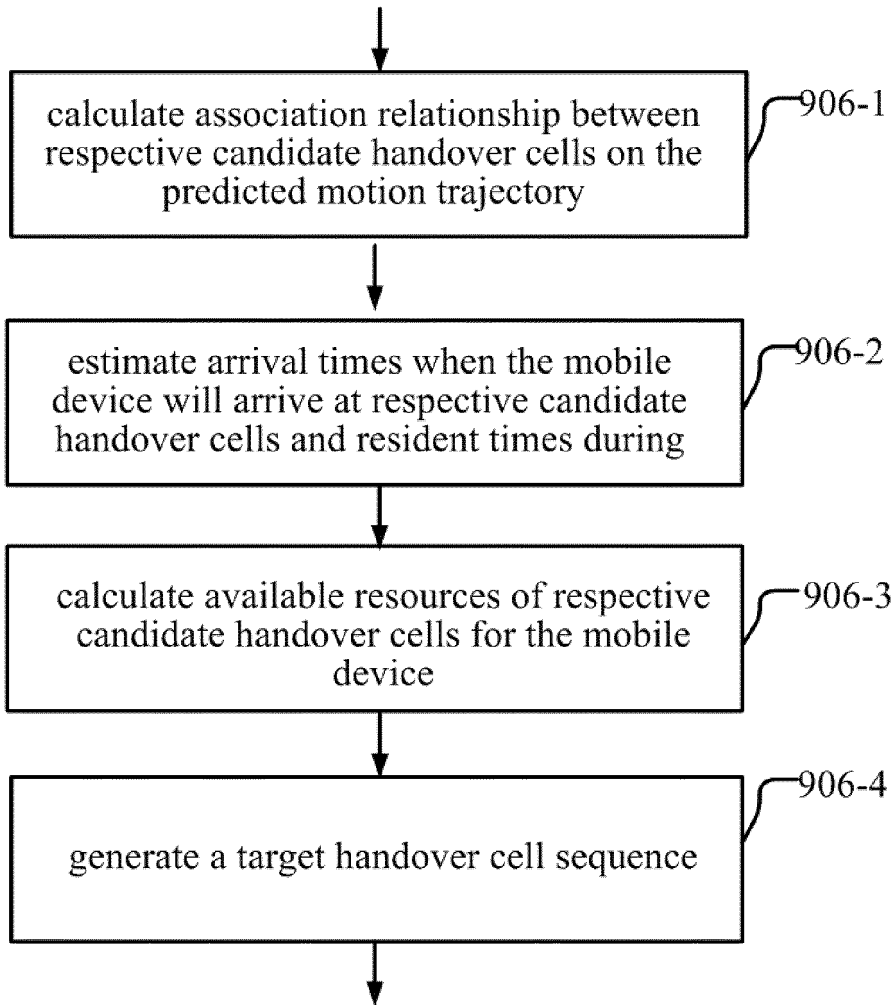 calculate association relationship between
respective candidate handover cells on the
predicted motion trajectory
906-1
estimate arrival times when the mobile
device will arrive at respective candidate
handover cells and resident times during
906-2
calculate available resources of respective
candidate handover cells for the mobile
device
906-3
generate a target handover cell sequence
906-4